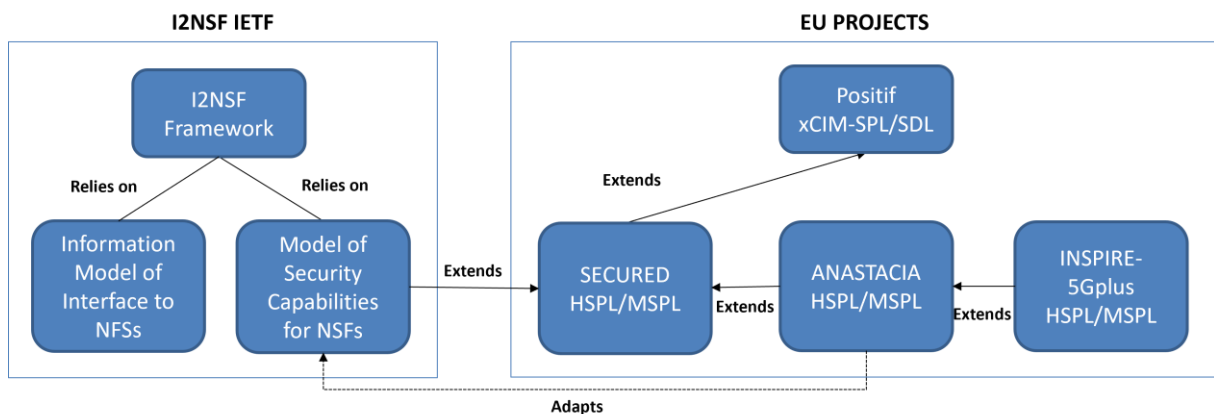 I2NSF IETF
EU PROJECTS
I2NSF
Framework
Positif
xCIM-SPL/SDL
Relies on
Relies on
Extends
Information
Model of
Interface to
NFSs
Model of
Security
Capabilities
for NSFs
Extends
SECURED
HSPL/MSPL
Extends
ANASTACIA
HSPL/MSPL
Extends
INSPIRE-
5Gplus
HSPL/MSPL
Adapts